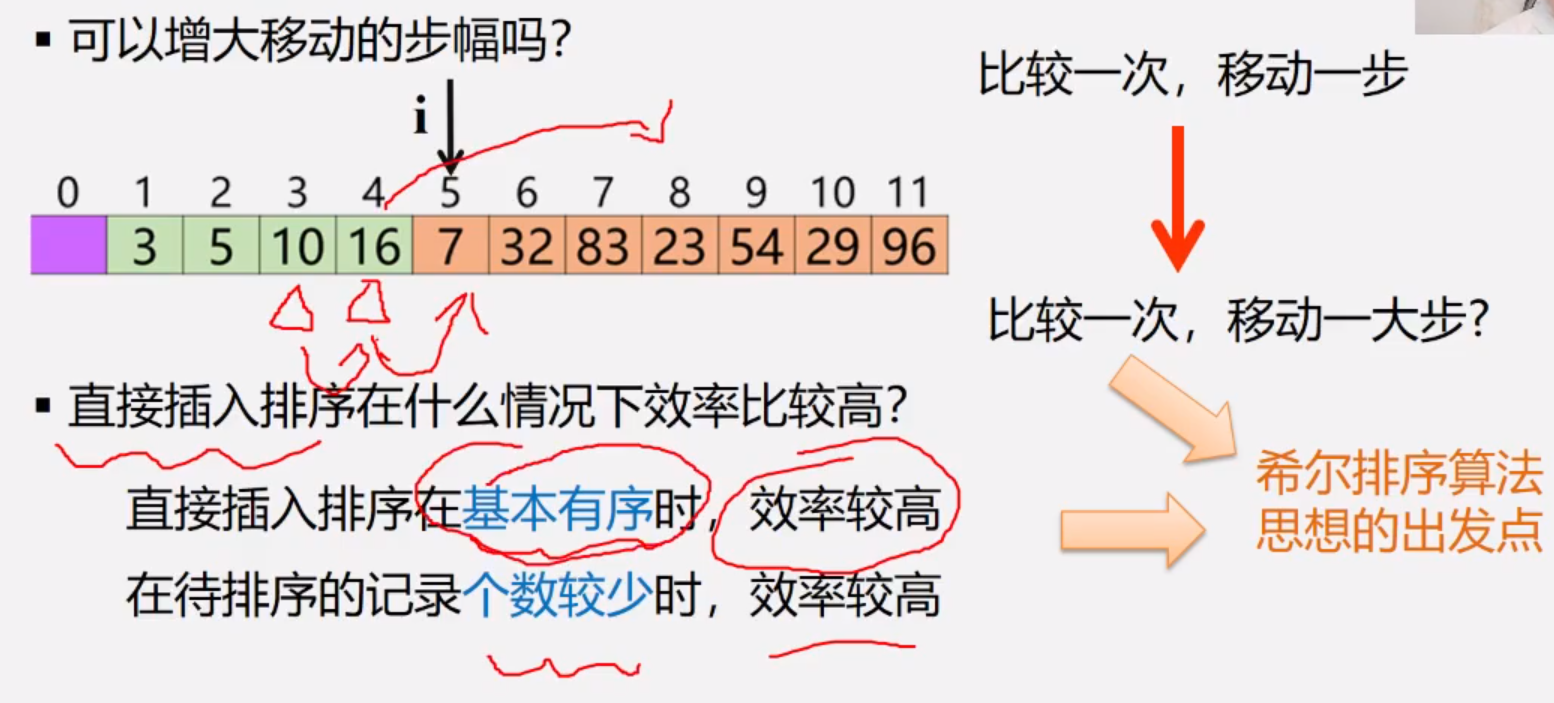 ▪ 可以增大移动的步幅吗?
比较一次，移动一步
i
0 1 2 3 4 5 6 7 8 9 10 11
3 5 10 16 7 32 83 23 54 29 96
比较一次，移动一大步?
▪ 直接插入排序在什么情况下效率比较高?
直接插入排序在基本有序时，效率较高
在待排序的记录个数较少时，效率较高
希尔排序算法
思想的出发点